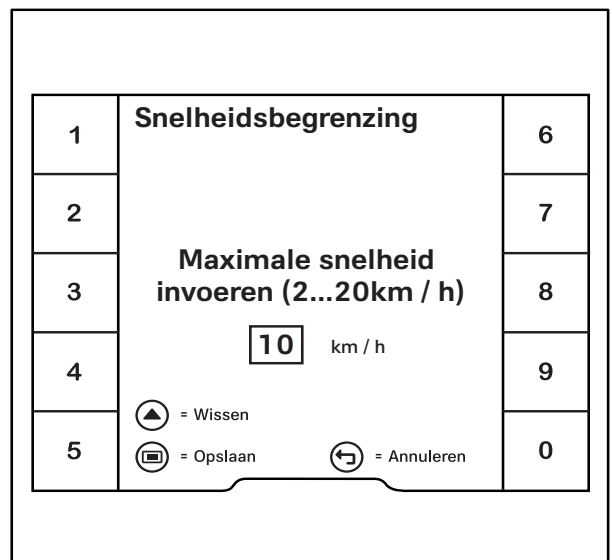 Snelheidsbegrenzing
1
2
3
4
5
Maximale snelheid
invoeren (2...20km / h)
10 km / h
= Wissen
= Opslaan
= Annuleren
6
7
8
9
0